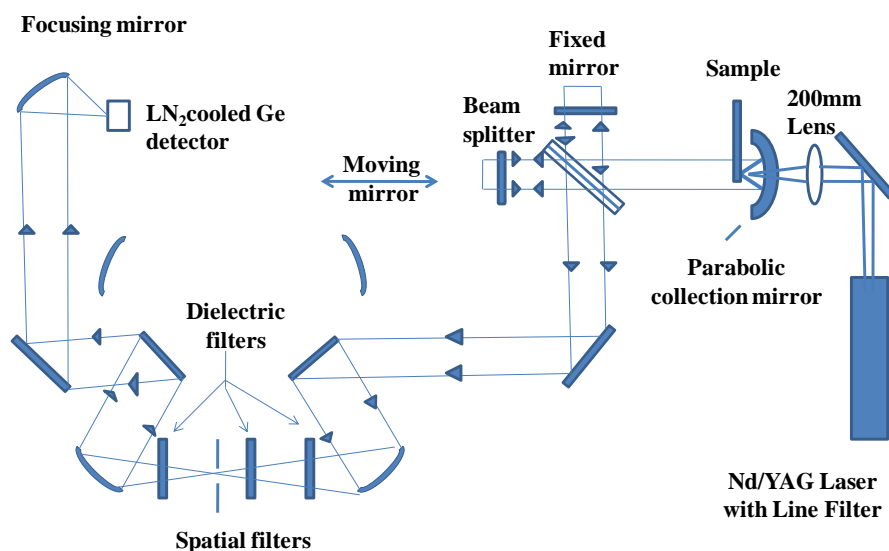 Focusing mirror
LN2cooled Ge
detector
Fixed
mirror
Beam
splitter
Sample
200mm
Lens
Moving
mirror
Parabolic
collection mirror
Dielectric
filters
Spatial filters
Nd/YAG Laser
with Line Filter